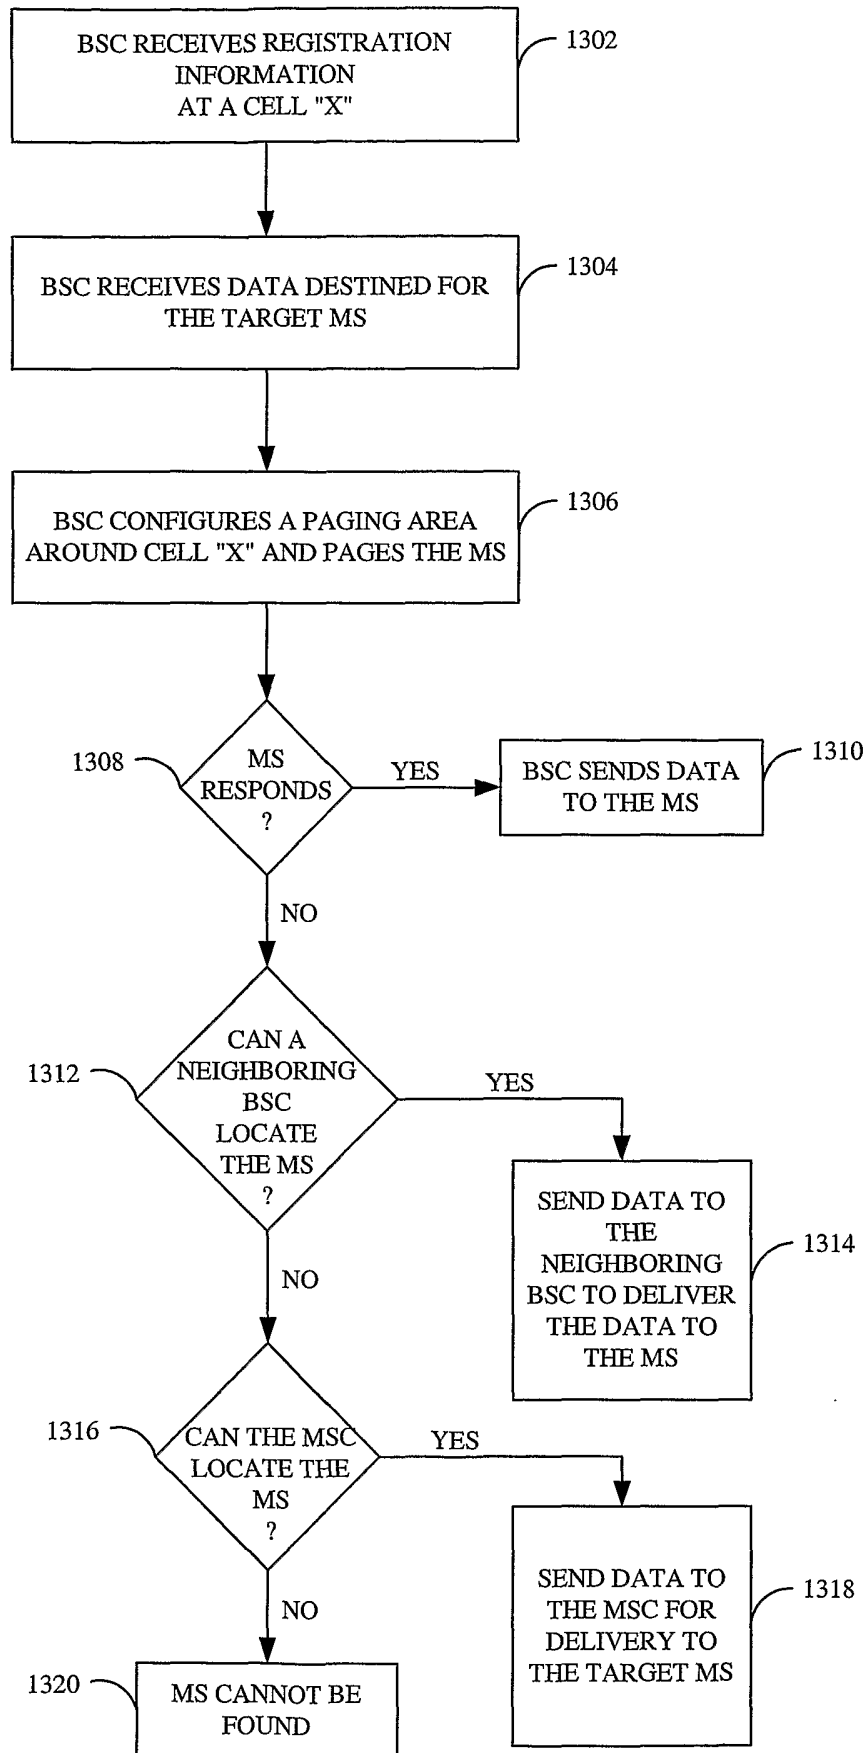 BSC RECEIVES REGISTRATION
INFORMATION
AT A CELL "X"
1302
BSC RECEIVES DATA DESTINED FOR
THE TARGET MS
1304
BSC CONFIGURES A PAGING AREA
AROUND CELL "X" AND PAGES THE MS
1306
1308
MS
RESPONDS
?
YES
BSC SENDS DATA
TO THE MS
1310
NO
1312
CAN A
NEIGHBORING
BSC
LOCATE
THE MS
?
YES
SEND DATA TO
THE
NEIGHBORING
BSC TO DELIVER
THE DATA TO
THE MS
1314
NO
1316
CAN THE MSC
LOCATE THE
MS
?
YES
SEND DATA TO
THE MSC FOR
DELIVERY TO
THE TARGET MS
1318
NO
1320
MS CANNOT BE
FOUND